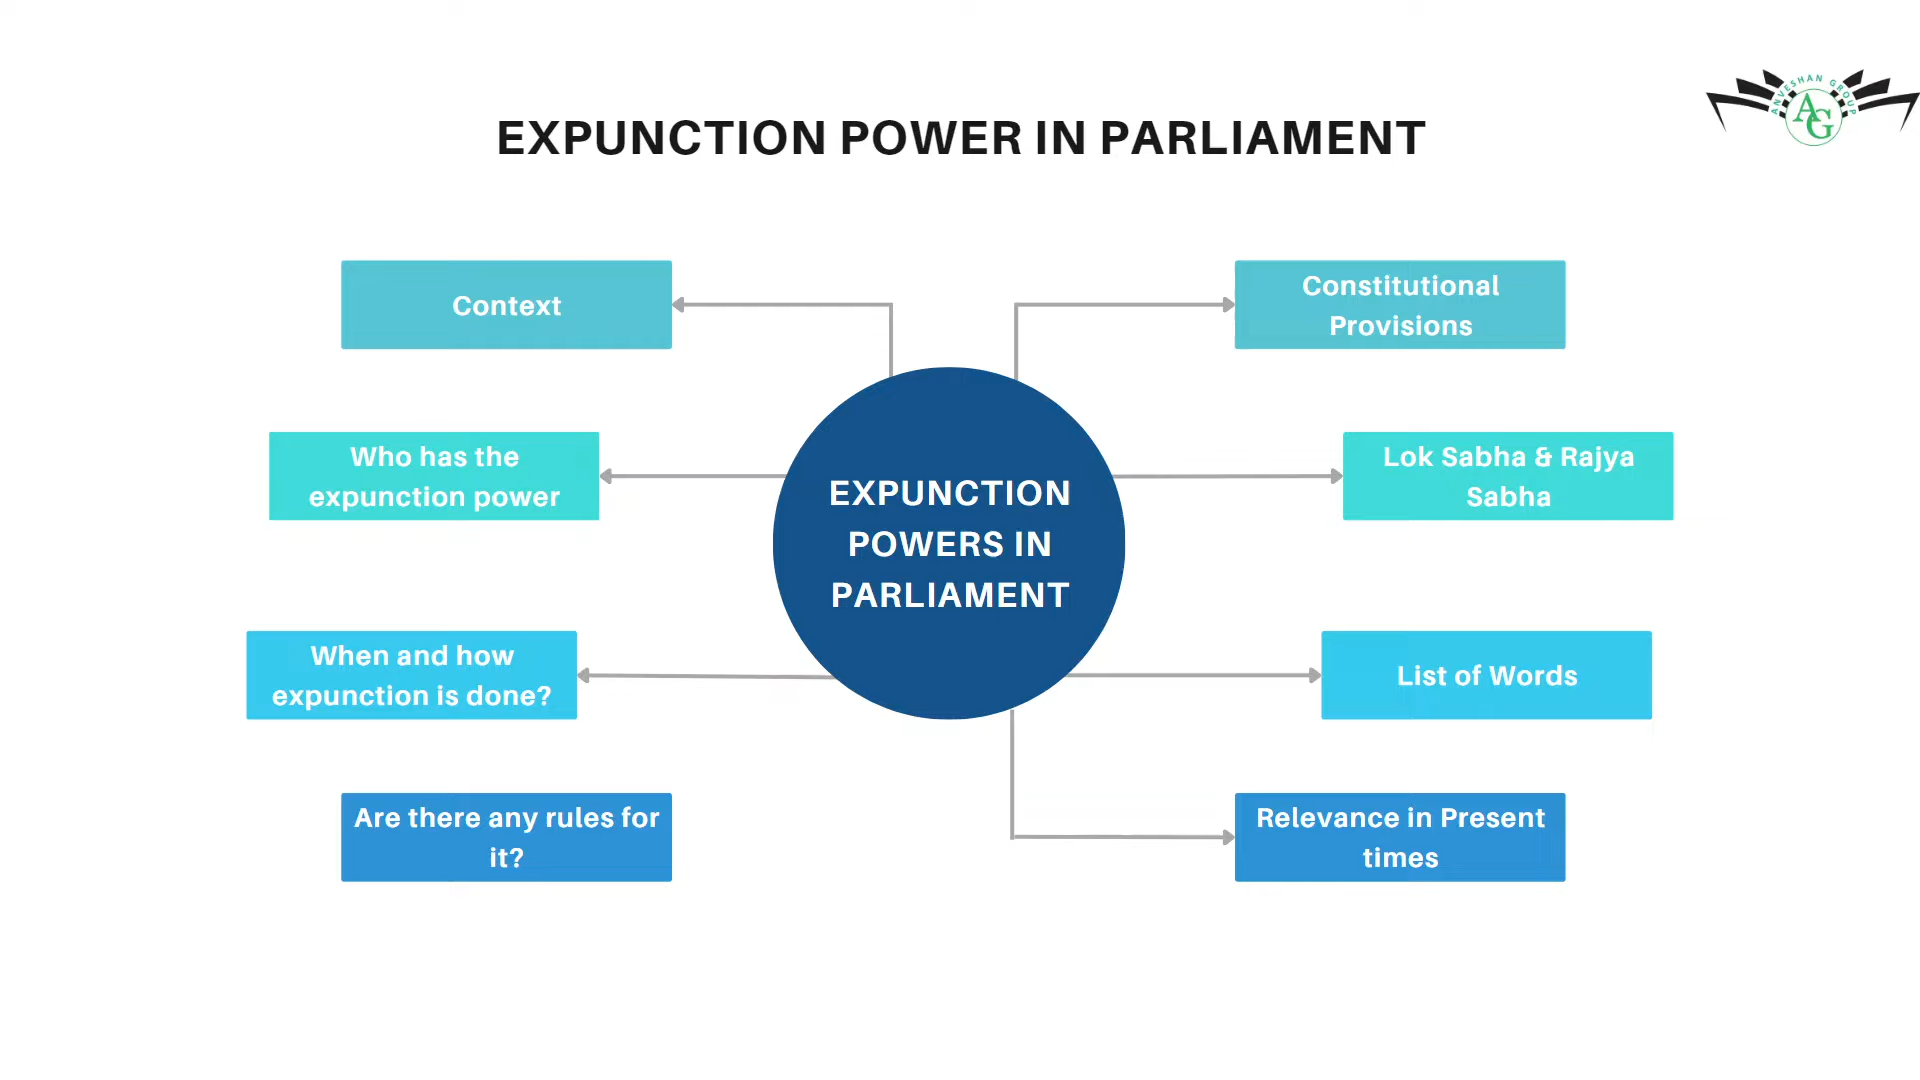 EXPUNCTION POWER IN PARLIAMENT
ANVESHAN GROUP
AG
Context
Constitutional
Provisions
Who has the
expunction power
Lok Sabha & Rajya
Sabha
EXPUNCTION
POWERS IN
PARLIAMENT
When and how
expunction is done?
List of Words
Are there any rules for
it?
Relevance in Present
times